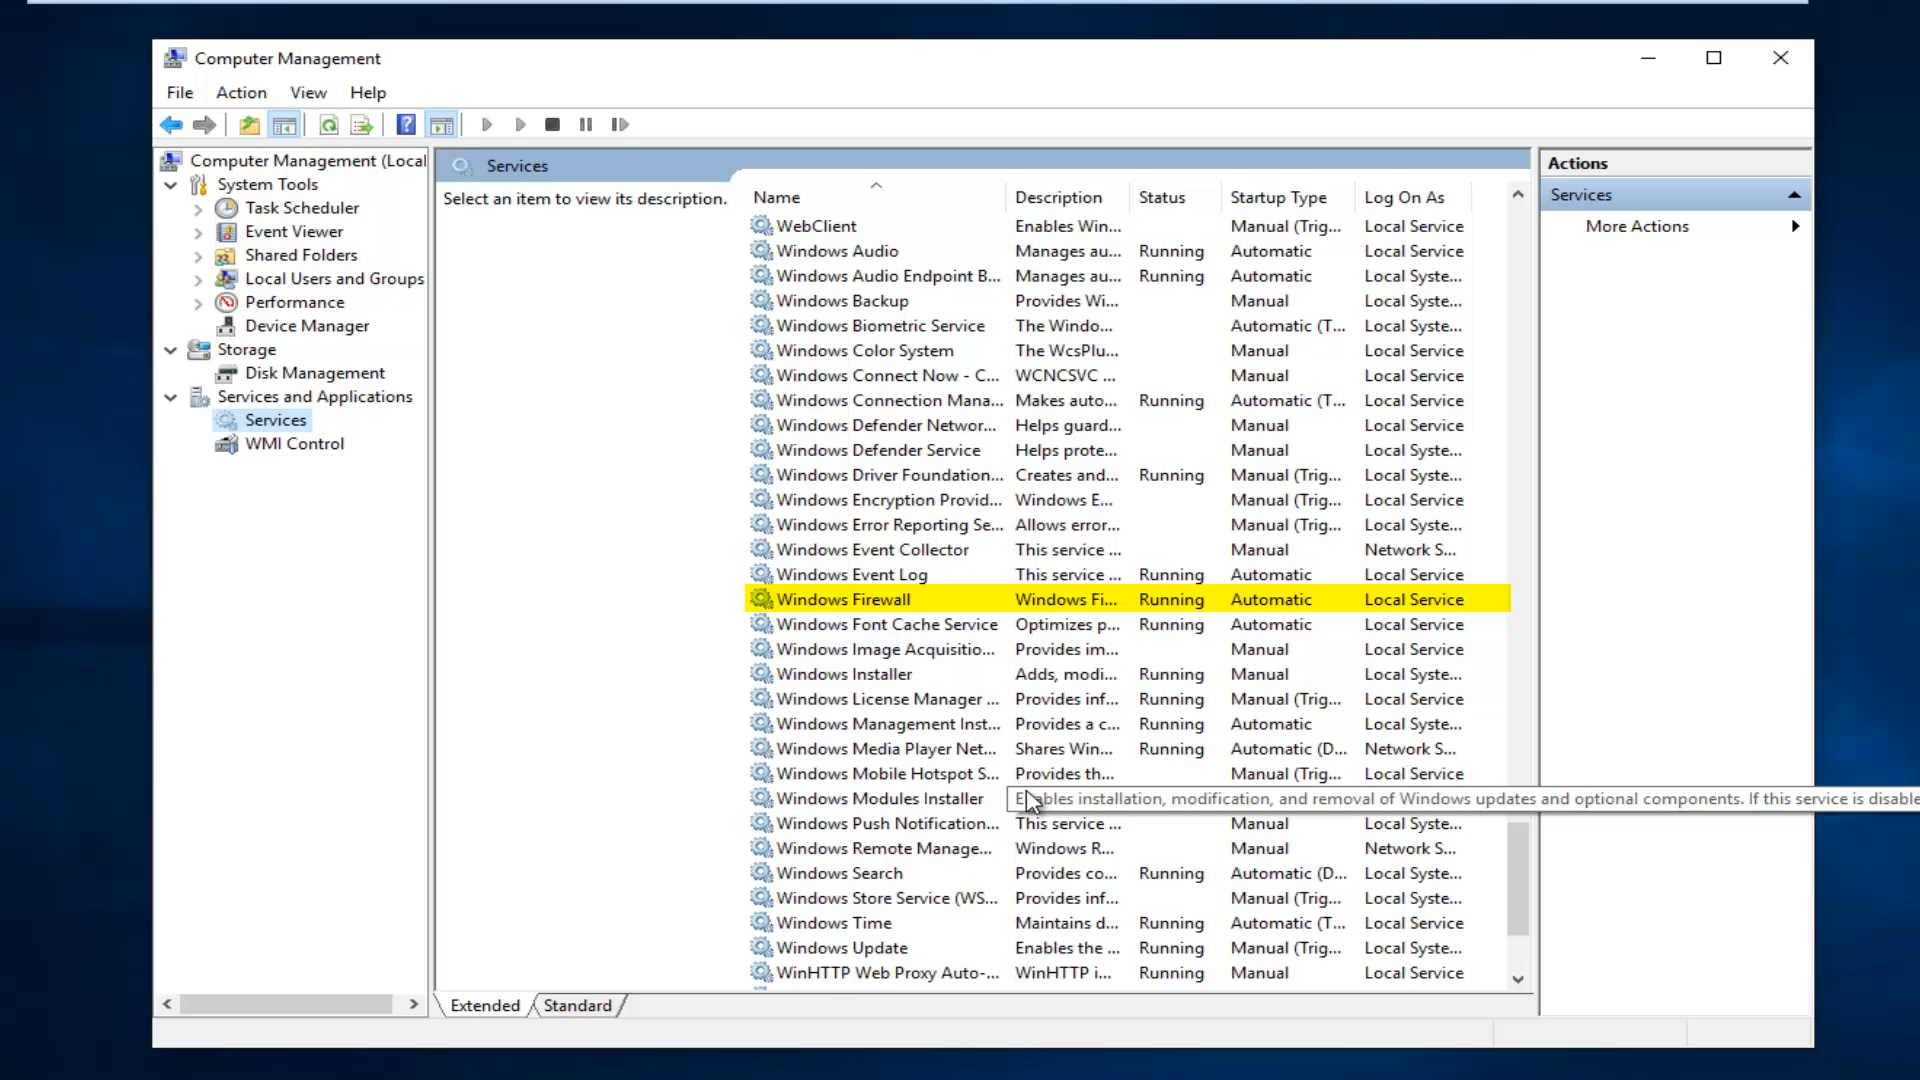 Computer Management
File Action View Help
Computer Management (Local
System Tools
Task Scheduler
Event Viewer
Shared Folders
Local Users and Groups
Performance
Device Manager
Storage
Disk Management
Services and Applications
Services
WMI Control
Services
Select an item to view its description.
Name Description Status Startup Type Log On As
WebClient Enables Win... Manual (Trig... Local Service
Windows Audio Manages au... Running Automatic Local Service
Windows Audio Endpoint B... Manages au... Running Automatic Local Syste...
Windows Backup Provides Wi... Manual Local Syste...
Windows Biometric Service The Windo... Automatic (T... Local Syste...
Windows Color System The WcsPlu... Manual Local Service
Windows Connect Now - C... WCNCSVC ... Manual Local Service
Windows Connection Mana... Makes auto... Running Automatic (T... Local Service
Windows Defender Networ... Helps guard... Manual Local Service
Windows Defender Service Helps prote... Manual Local Syste...
Windows Driver Foundation... Creates and... Running Manual (Trig... Local Syste...
Windows Encryption Provid... Windows E... Manual (Trig... Local Service
Windows Error Reporting Se... Allows error... Manual (Trig... Local Syste...
Windows Event Collector This service ... Manual Network S...
Windows Event Log This service ... Running Automatic Local Service
Windows Firewall Windows Fi... Running Automatic Local Service
Windows Font Cache Service Optimizes p... Running Automatic Local Service
Windows Image Acquisitio... Provides im... Manual Local Service
Windows Installer Adds, modi... Running Manual Local Syste...
Windows License Manager ... Provides inf... Running Manual (Trig... Local Service
Windows Management Inst... Provides a c... Running Automatic Local Syste...
Windows Media Player Net... Shares Win... Running Automatic (D... Network S...
Windows Mobile Hotspot S... Provides th... Manual (Trig... Local Service
Windows Modules Installer Enables installation, modification, and removal of Windows updates and optional components. If this service is disable
Windows Push Notification... This service ... Manual Local Syste...
Windows Remote Manage... Windows R... Manual Network S...
Windows Search Provides co... Running Automatic (D... Local Syste...
Windows Store Service (WS... Provides inf... Manual (Trig... Local Syste...
Windows Time Maintains d... Running Automatic (T... Local Service
Windows Update Enables the ... Running Manual (Trig... Local Syste...
WinHTTP Web Proxy Auto-... WinHTTP i... Running Manual Local Service
Extended Standard
Actions
Services
More Actions